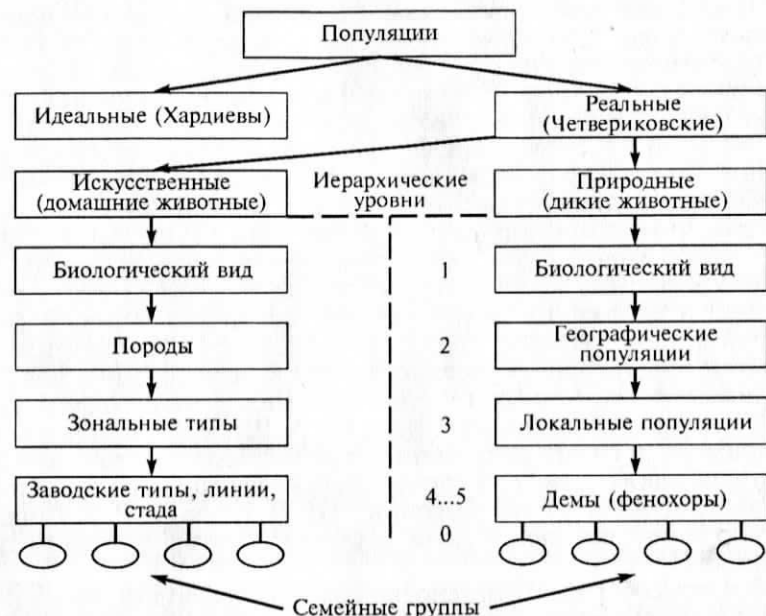 Популяции
Идеальные (Хардиевы)
Реальные
(Четвериковские)
Искусственные
(домашние животные)
Иерархические
уровни
Природные
(дикие животные)
Биологический вид
1
Биологический вид
Породы
2
Географические
популяции
Зональные типы
3
Локальные популяции
Заводские типы, линии,
стада
4...5
0
Демы (фенохоры)
Семейные группы